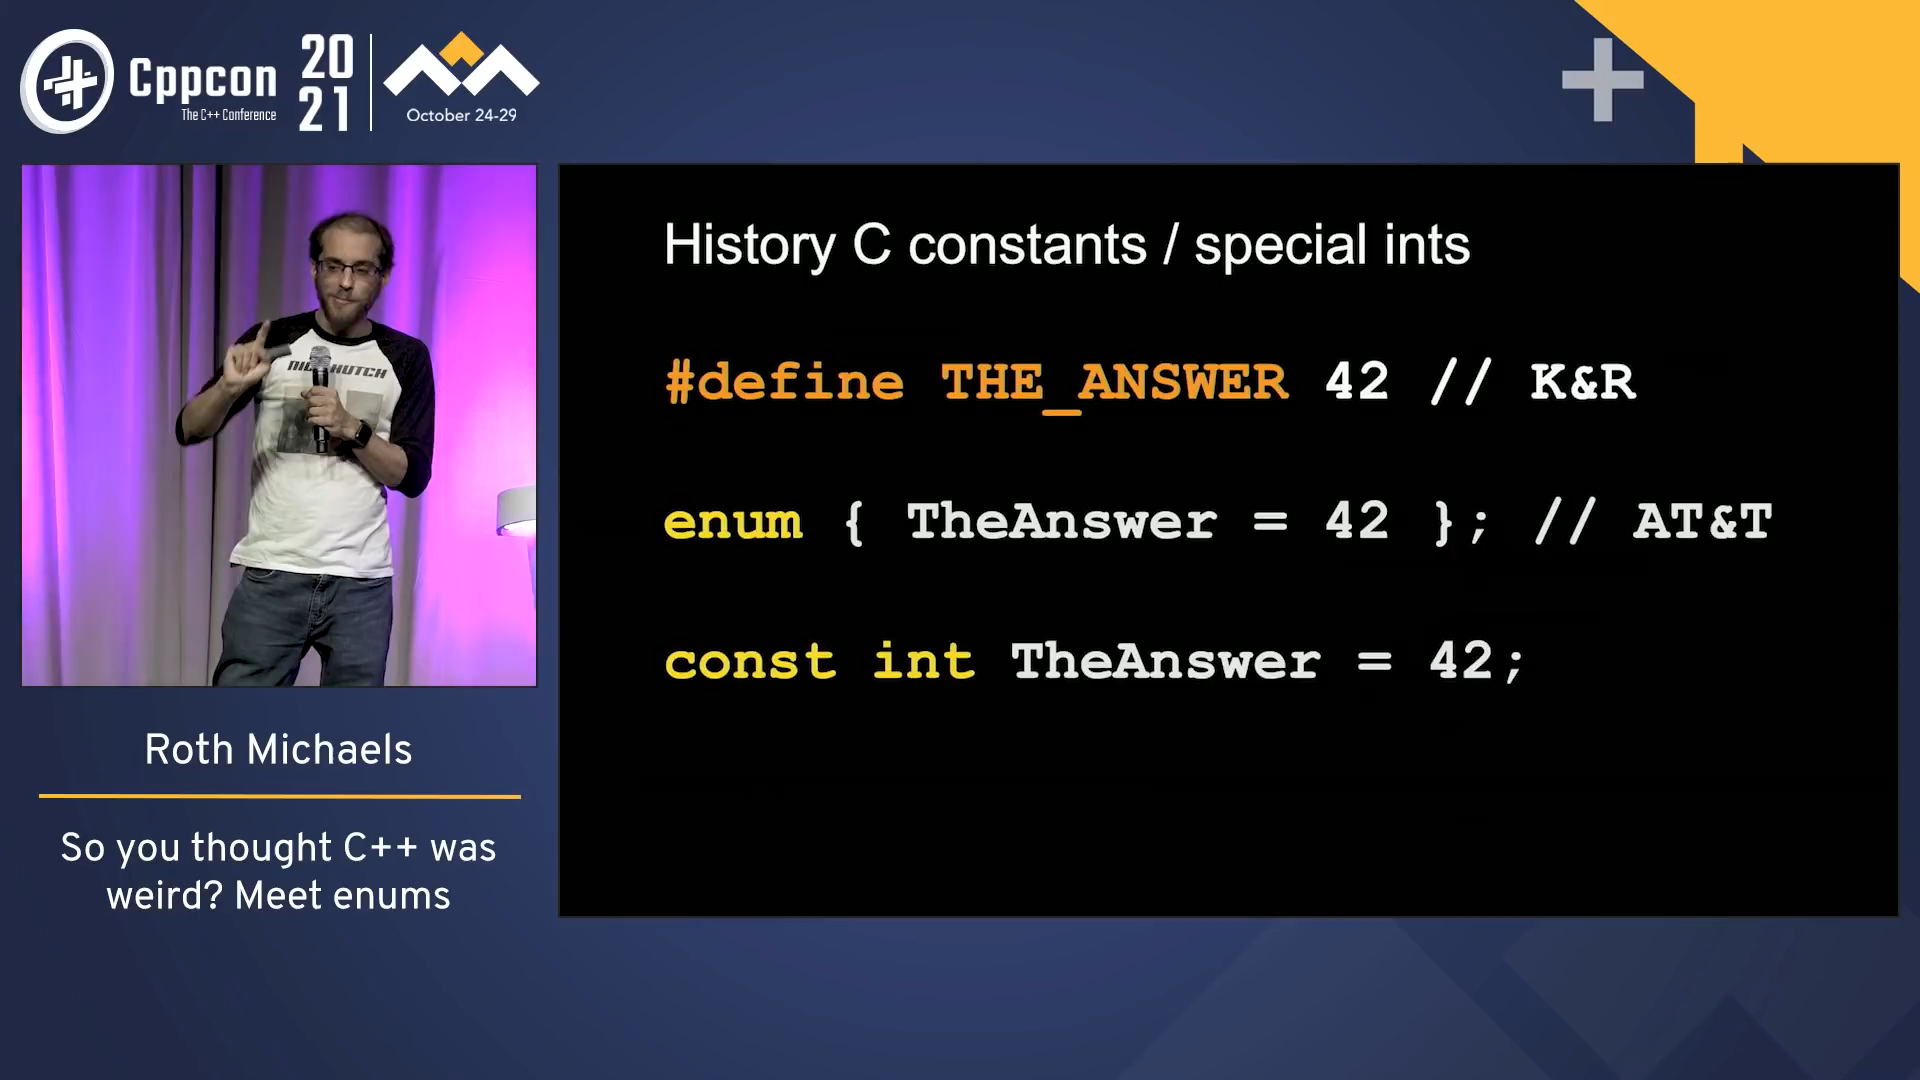 Cppcon
The C++ Conference
20
21
October 24-29
History C constants / special ints
#define THE_ANSWER 42 // K&R
enum { TheAnswer = 42 }; // AT&T
const int TheAnswer = 42;
Roth Michaels
So you thought C++ was
weird? Meet enums